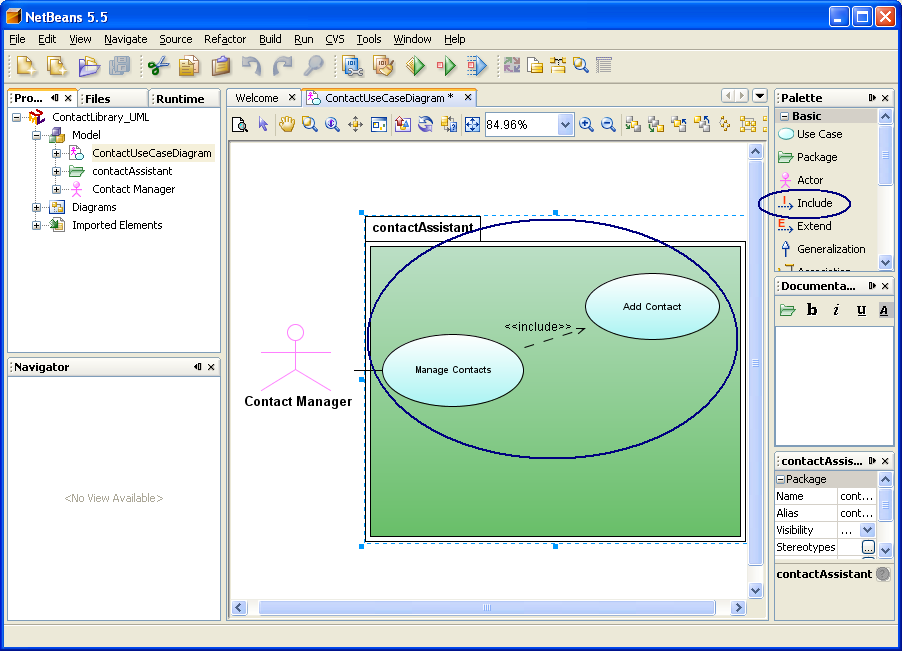 NetBeans 5.5
File Edit View Navigate Source Refactor Build Run CVS Tools Window Help
Pro... Files Runtime
ContactLibrary_UML
Model
ContactUseCaseDiagram
contactAssistant
Contact Manager
Diagrams
Imported Elements
Navigator
<No View Available>
Welcome ContactUseCaseDiagram *
84.96%
contactAssistant
Add Contact
<<include>>
Manage Contacts
Contact Manager
Palette
Basic
Use Case
Package
Actor
Include
Extend
Generalization
Association
Documenta...
b i u A
contactAssis...
Package
Name cont...
Alias cont...
Visibility ...
Stereotypes ...
contactAssistant